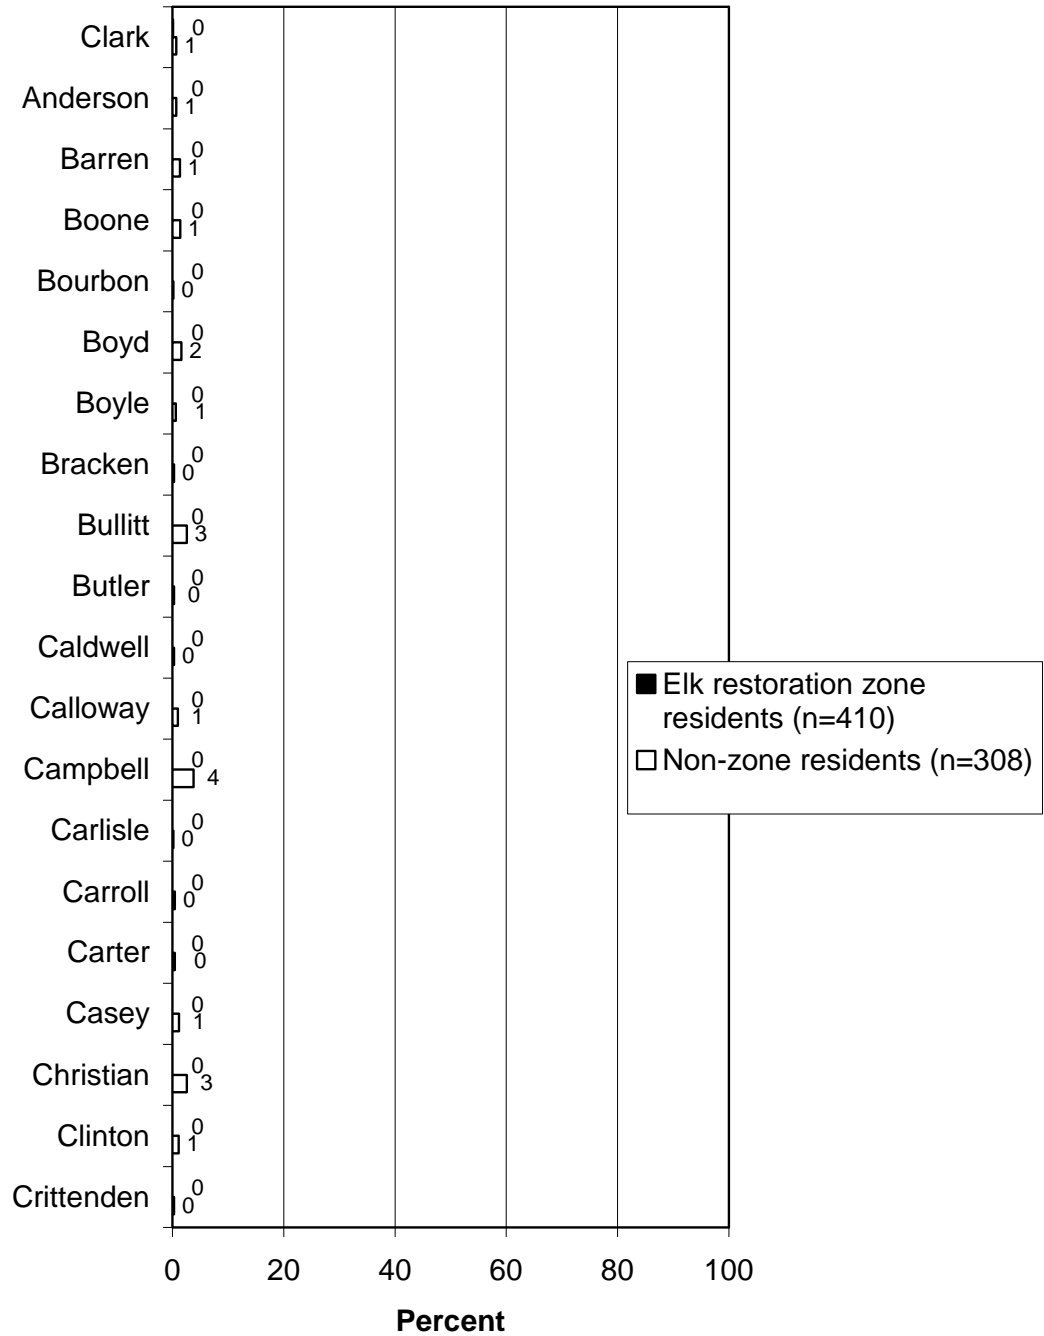 Clark 0
1
Anderson 0
1
Barren 0
1
Boone 0
1
Bourbon 0
0
Boyd 0
2
Boyle 0
1
Bracken 0
0
Bullitt 0
3
Butler 0
0
Caldwell 0
0
Calloway 0
1
Campbell 0
4
Carlisle 0
0
Carroll 0
0
Carter 0
0
Casey 0
1
Christian 0
3
Clinton 0
1
Crittenden 0
0
Elk restoration zone
residents (n=410)
Non-zone residents (n=308)
0 20 40 60 80 100
Percent